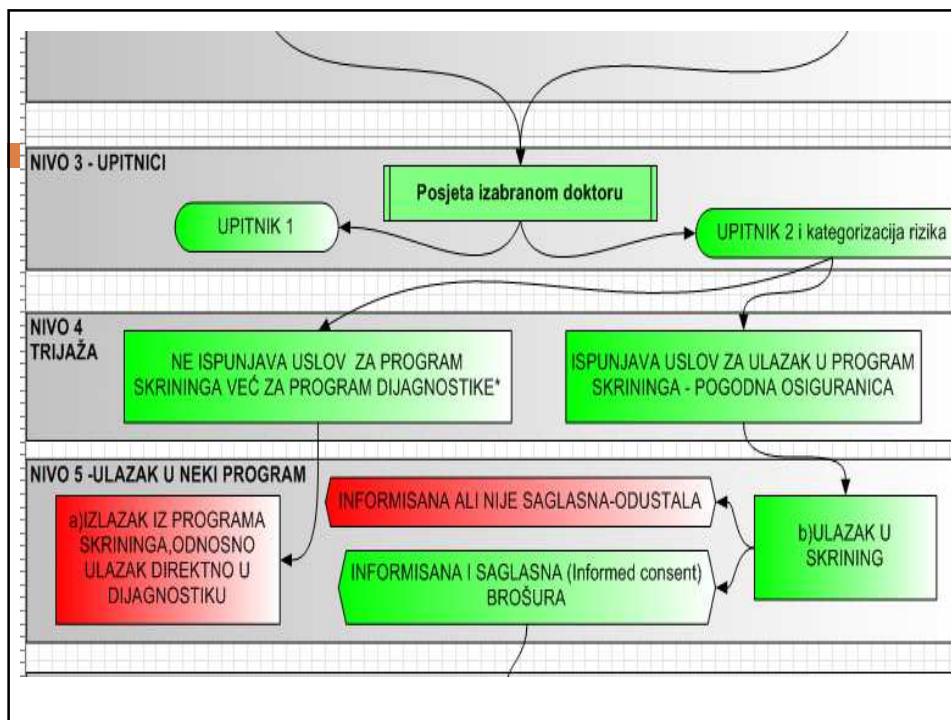 NIVO 3 - UPITNICI
Posjeta izabranom doktoru
UPITNIK 1
UPITNIK 2 i kategorizacija rizika
NIVO 4
TRIJAŽA
NE ISPUNJAVA USLOV ZA PROGRAM
SKRININGA VEĆ ZA PROGRAM DIJAGNOSTIKE*
ISPUNJAVA USLOV ZA ULAZAK U PROGRAM
SKRININGA - POGODNA OSIGURANICA
NIVO 5 -ULAZAK U NEKI PROGRAM
a)IZLAZAK IZ PROGRAMA
SKRININGA,ODNOSNO
ULAZAK DIREKTNO U
DIJAGNOSTIKU
INFORMISANA ALI NIJE SAGLASNA-ODUSTALA
INFORMISANA I SAGLASNA (Informed consent)
BROŠURA
b)ULAZAK U
SKRINING